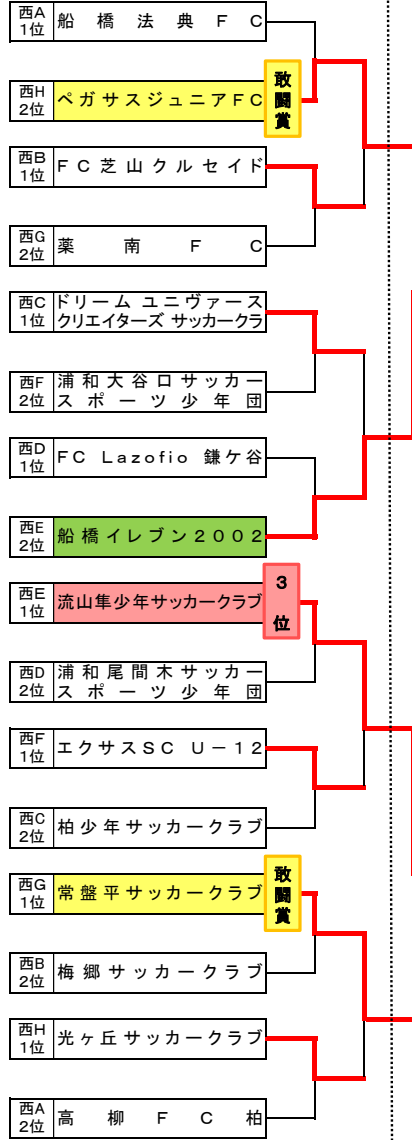 西A
1位
船橋法典FC
西H
2位
ペガサスジュニアFC
敢闘賞
西B
1位
FC芝山クルセイド
西G
2位
薬南FC
西C
1位
ドリーム ユニヴァース
クリエイターズ サッカークラ
西F
2位
浦和大谷口サッカー
スポーツ少年団
西D
1位
FC Lazofio 鎌ケ谷
西E
2位
船橋イレブン2002
西E
1位
流山隼少年サッカークラブ
3位
西D
2位
浦和尾間木サッカー
スポーツ少年団
西F
1位
エクサスSC U-12
西C
2位
柏少年サッカークラブ
西G
1位
常盤平サッカークラブ
敢闘賞
西B
2位
梅郷サッカークラブ
西H
1位
光ヶ丘サッカークラブ
西A
2位
高柳FC柏